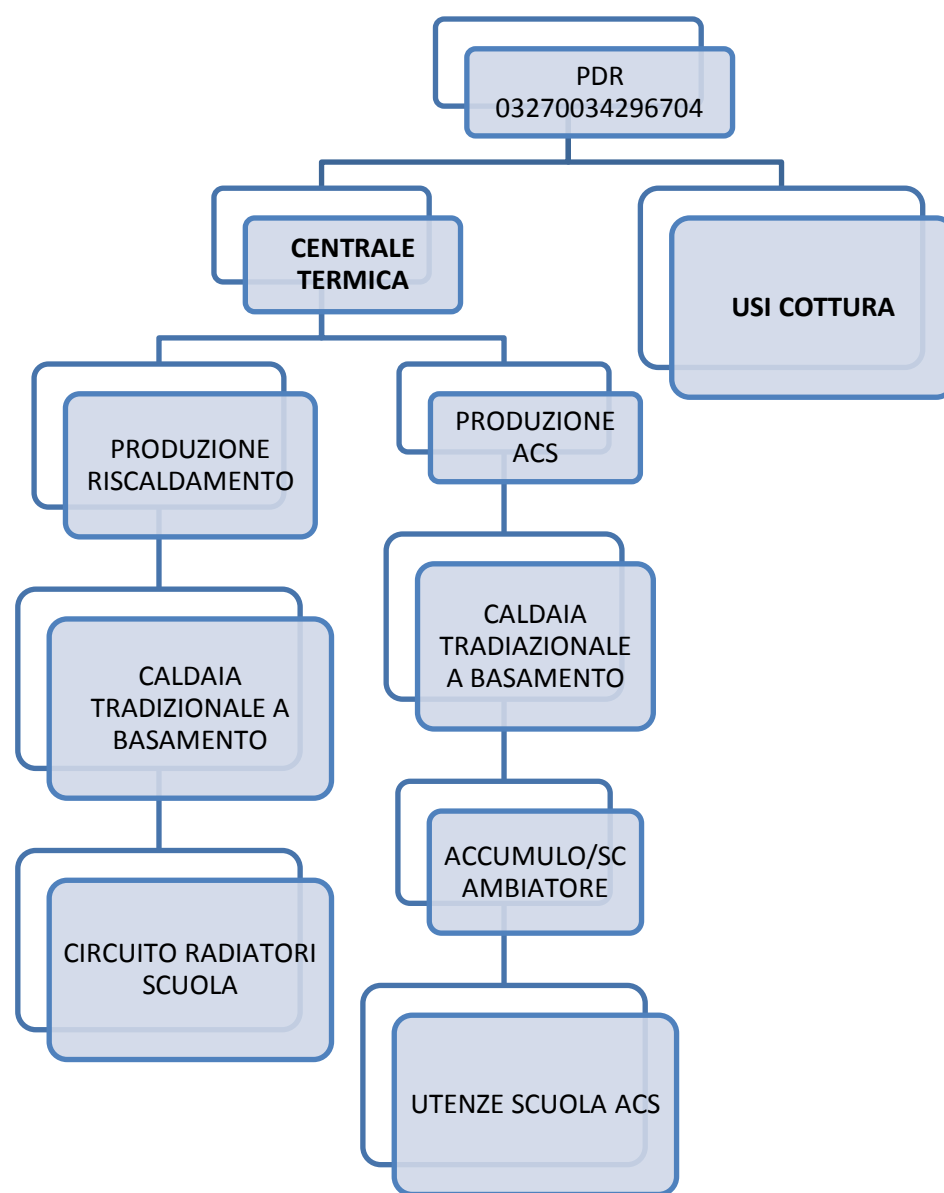 PDR
03270034296704
CENTRALE
TERMICA
USI COTTURA
PRODUZIONE
RISCALDAMENTO
PRODUZIONE
ACS
CALDAIA
TRADIZIONALE A
BASAMENTO
CALDAIA
TRADIAZIONALE
A BASAMENTO
CIRCUITO RADIATORI
SCUOLA
ACCUMULO/SC
AMBIATORE
UTENZE SCUOLA ACS